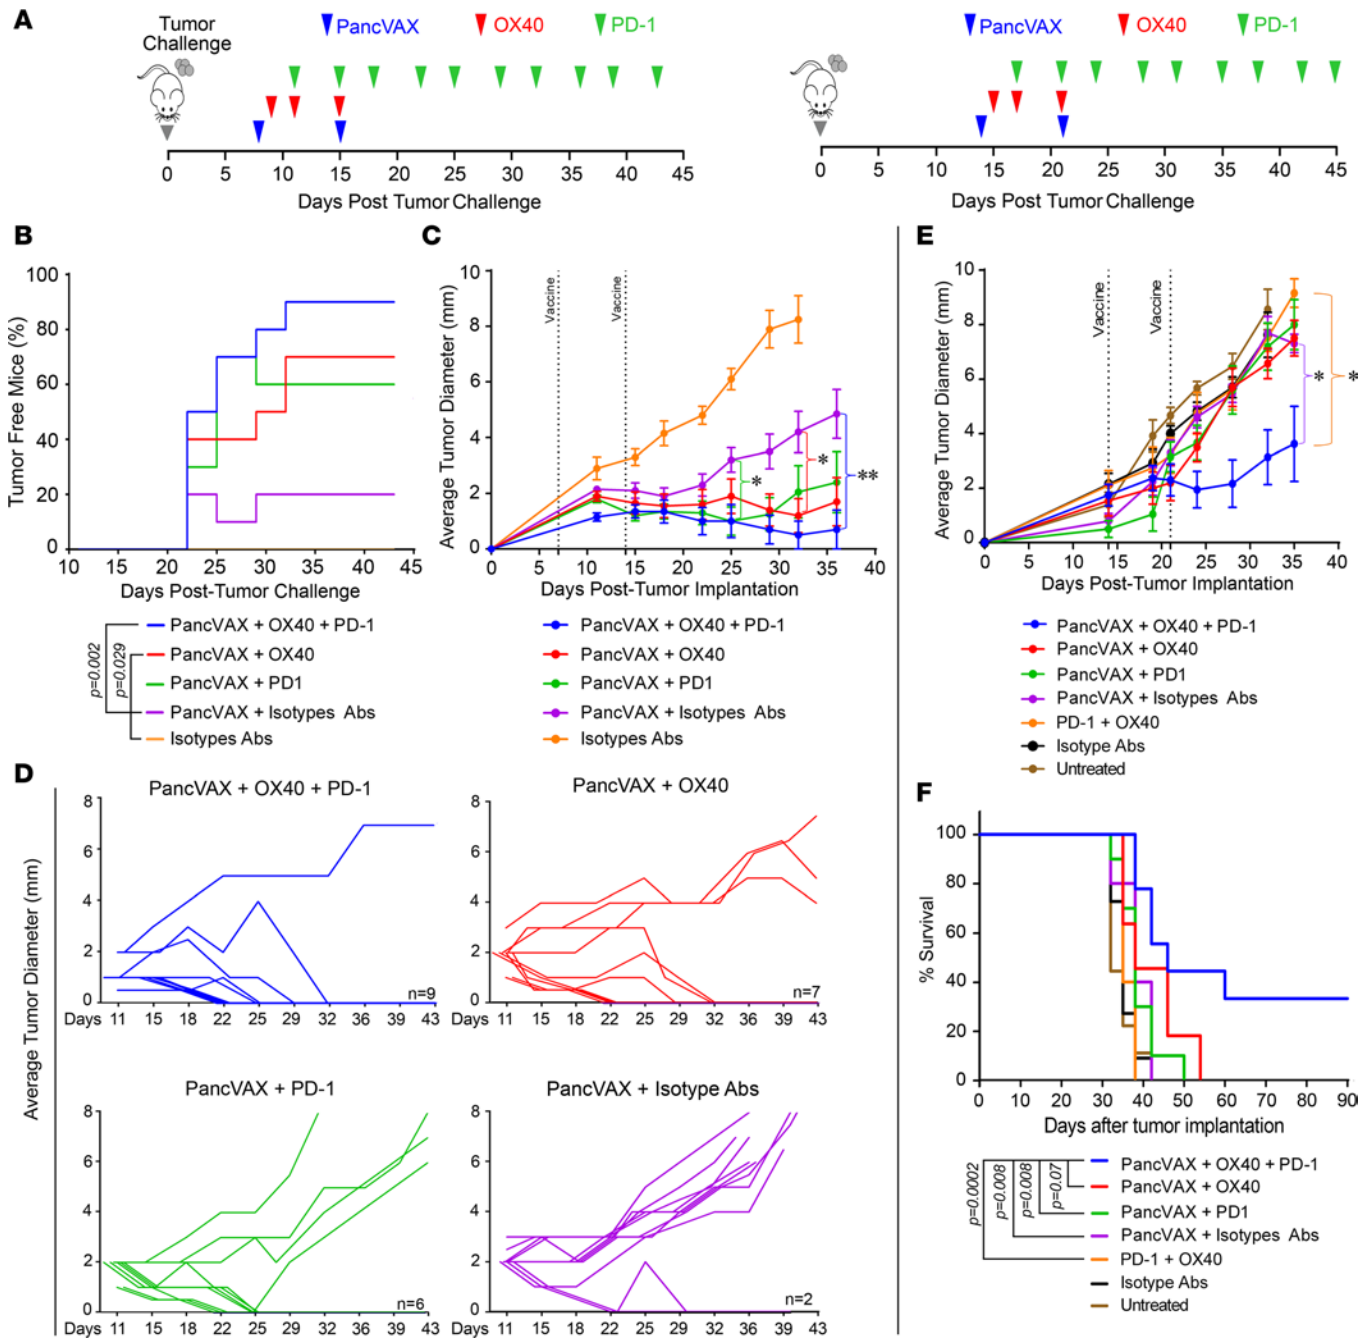 A
Tumor
Challenge
PancVAX
OX40
PD-1
0 5 10 15 20 25 30 35 40 45
Days Post Tumor Challenge
PancVAX
OX40
PD-1
0 5 10 15 20 25 30 35 40 45
Days Post Tumor Challenge
B
Tumor Free Mice (%)
100
80
60
40
20
0
10 15 20 25 30 35 40 45
Days Post-Tumor Challenge
PancVAX + OX40 + PD-1
PancVAX + OX40
PancVAX + PD1
PancVAX + Isotypes Abs
Isotypes Abs
p=0.002
p=0.029
C
Average Tumor Diameter (mm)
10
8
6
4
2
0
Vaccine
Vaccine
*
*
**
0 5 10 15 20 25 30 35 40
Days Post-Tumor Implantation
PancVAX + OX40 + PD-1
PancVAX + OX40
PancVAX + PD1
PancVAX + Isotypes Abs
Isotypes Abs
D
Average Tumor Diameter (mm)
PancVAX + OX40 + PD-1
8
6
4
2
0
n=9
Days 11 15 18 22 25 29 32 36 39 43
PancVAX + OX40
8
6
4
2
0
n=7
Days 11 15 18 22 25 29 32 36 39 43
PancVAX + PD-1
8
6
4
2
0
n=6
Days 11 15 18 22 25 29 32 36 39 43
PancVAX + Isotype Abs
8
6
4
2
0
n=2
Days 11 15 18 22 25 29 32 36 39 43
E
Average Tumor Diameter (mm)
10
8
6
4
2
0
Vaccine
Vaccine
*
*
0 5 10 15 20 25 30 35 40
Days Post-Tumor Implantation
PancVAX + OX40 + PD-1
PancVAX + OX40
PancVAX + PD1
PancVAX + Isotypes Abs
PD-1 + OX40
Isotype Abs
Untreated
F
% Survival
100
80
60
40
20
0
0 10 20 30 40 50 60 70 80 90
Days after tumor implantation
PancVAX + OX40 + PD-1
PancVAX + OX40
PancVAX + PD1
PancVAX + Isotypes Abs
PD-1 + OX40
Isotype Abs
Untreated
p=0.0002
p=0.008
p=0.008
p=0.07